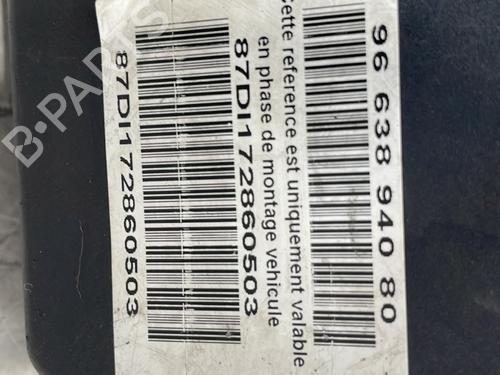 96 638 940 80
Cette reference est uniquement valable
en phase de montage vehicule
87DI172860503
87DI172860503
B-PARTS